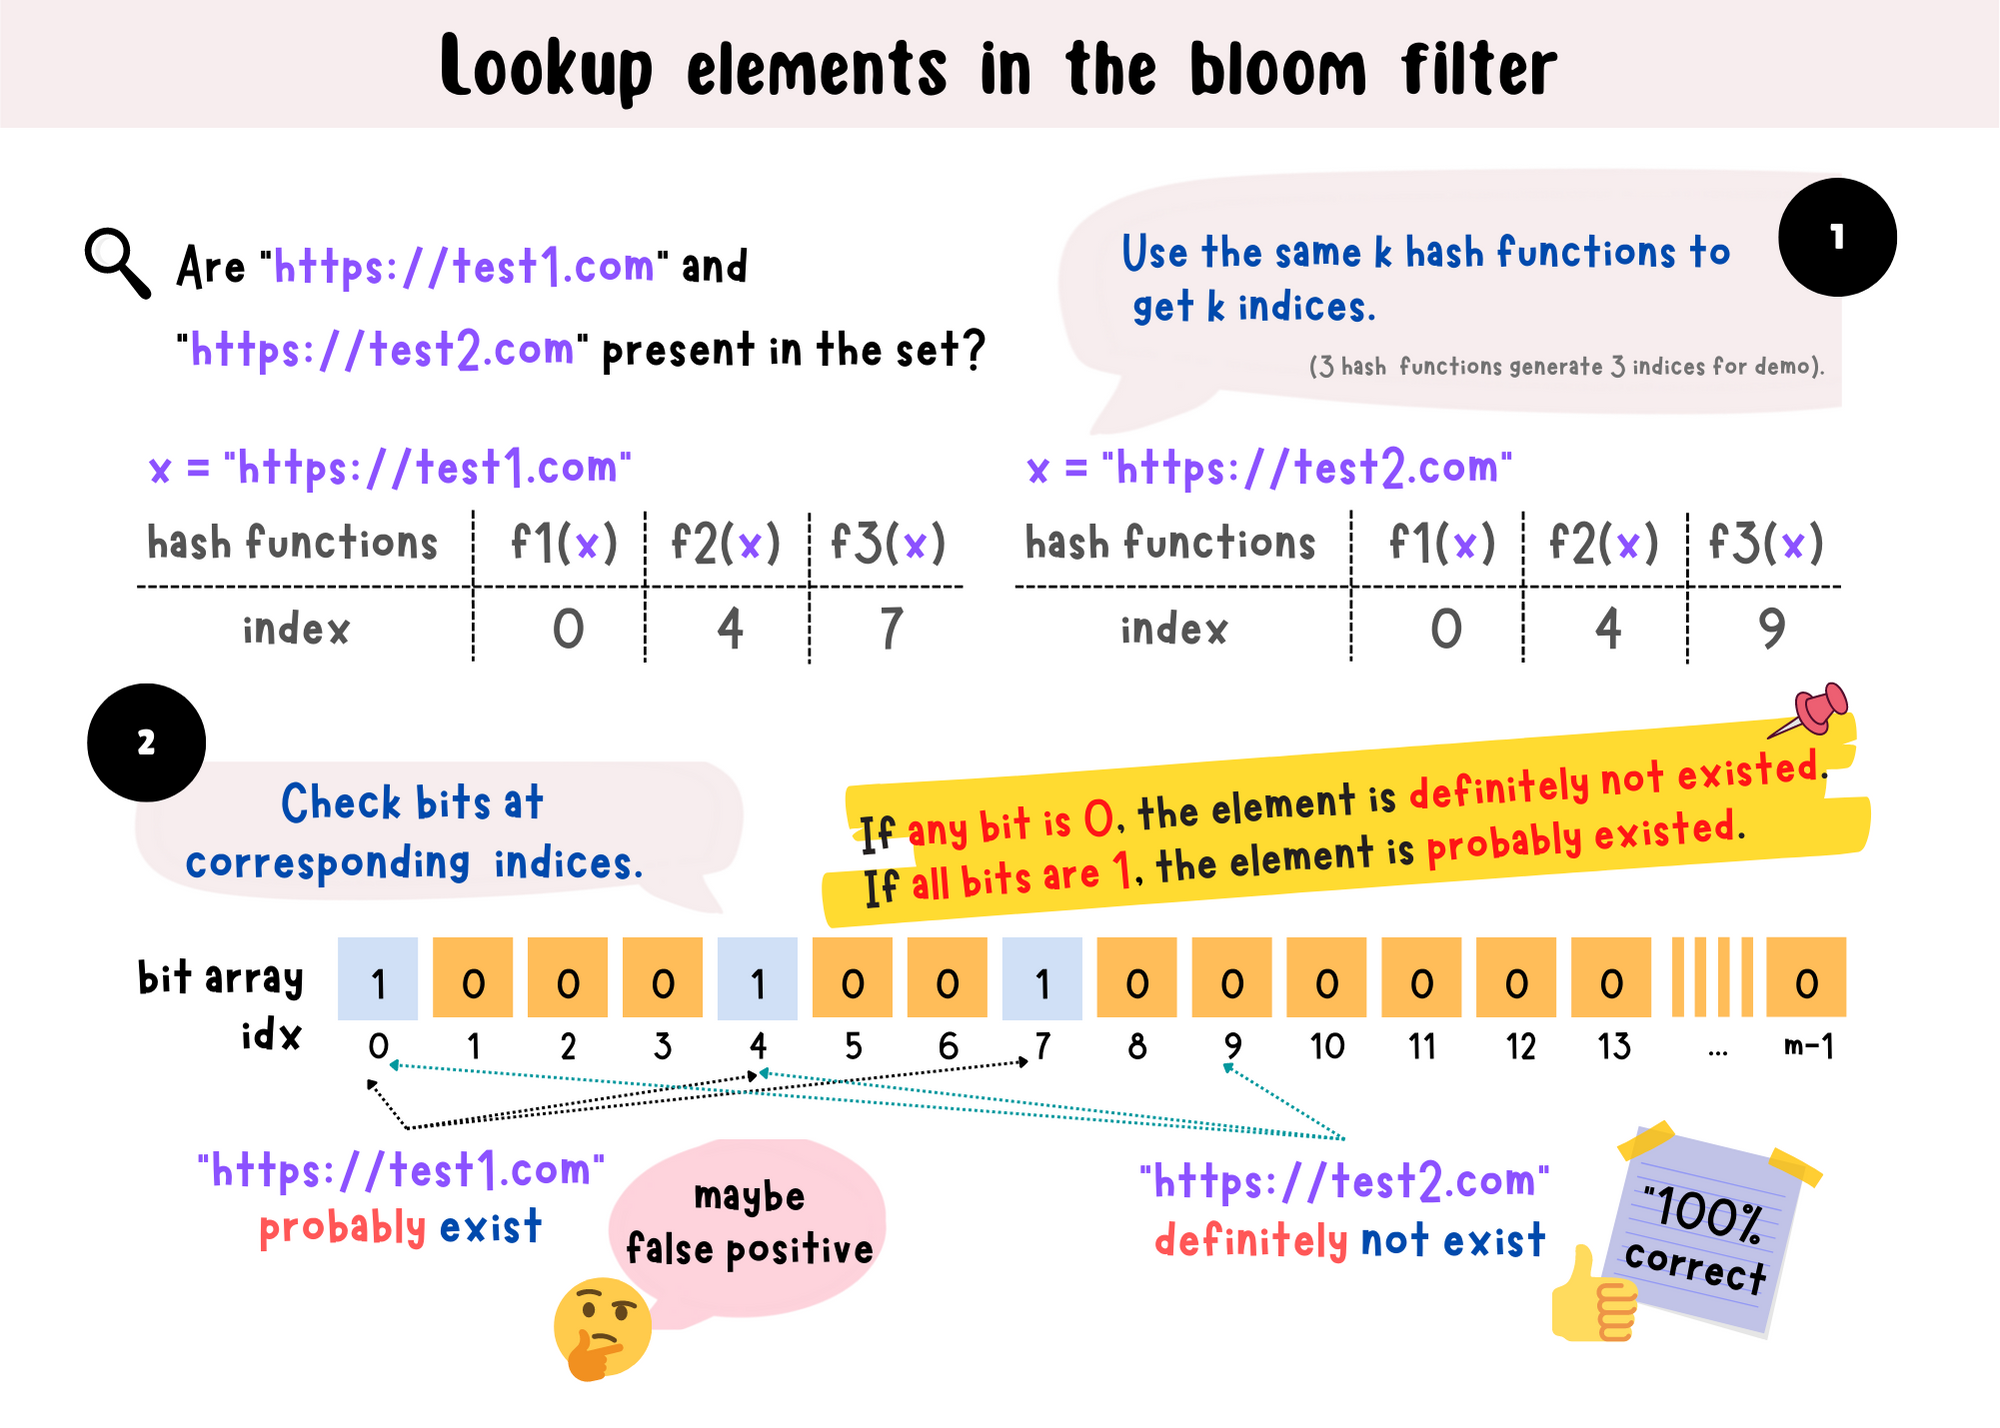 Lookup elements in the bloom filter
Are "https://test1.com" and
"https://test2.com" present in the set?
1
Use the same k hash functions to
get k indices.
(3 hash functions generate 3 indices for demo).
x = "https://test1.com"
hash functions f1(x) f2(x) f3(x)
index 0 4 7
x = "https://test2.com"
hash functions f1(x) f2(x) f3(x)
index 0 4 9
2
Check bits at
corresponding indices.
If any bit is 0, the element is definitely not existed.
If all bits are 1, the element is probably existed.
bit array 1 0 0 0 1 0 0 1 0 0 0 0 0 0 0
idx 0 1 2 3 4 5 6 7 8 9 10 11 12 13 ... m-1
"https://test1.com"
probably exist
maybe
false positive
"https://test2.com"
definitely not exist
"100%
correct